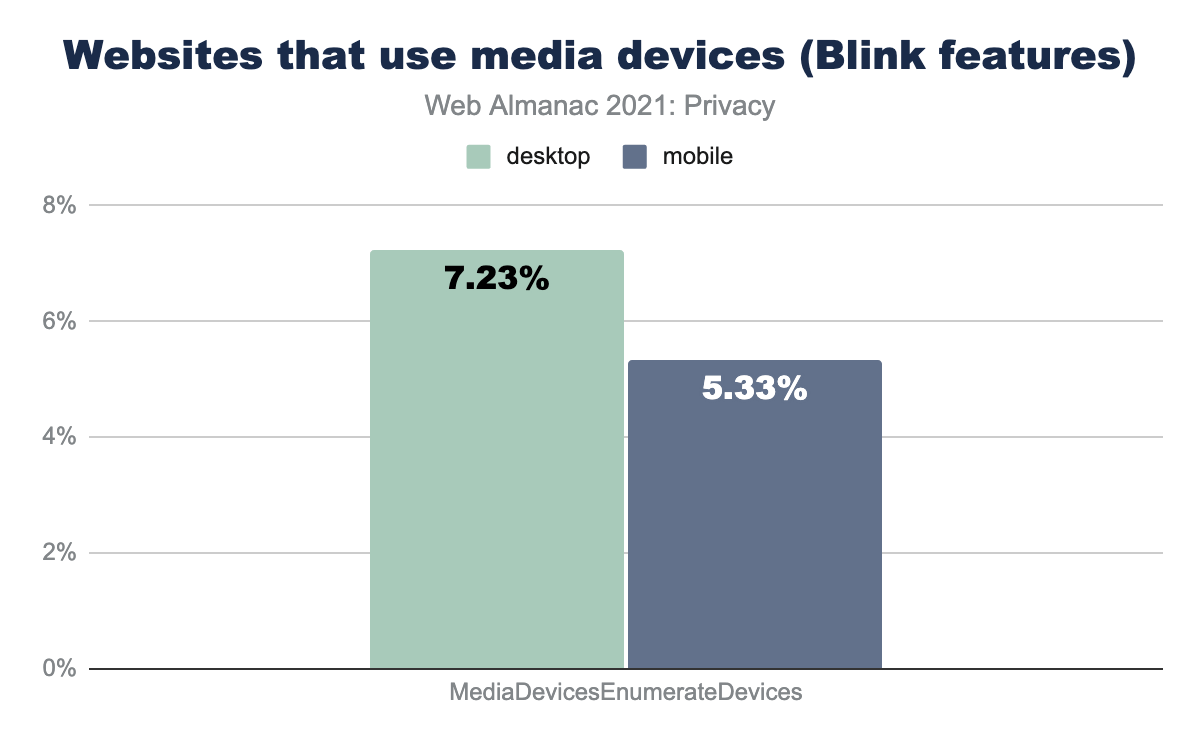 Websites that use media devices (Blink features)
Web Almanac 2021: Privacy
desktop mobile
8%
7.23%
6%
5.33%
4%
2%
0%
MediaDevicesEnumerateDevices